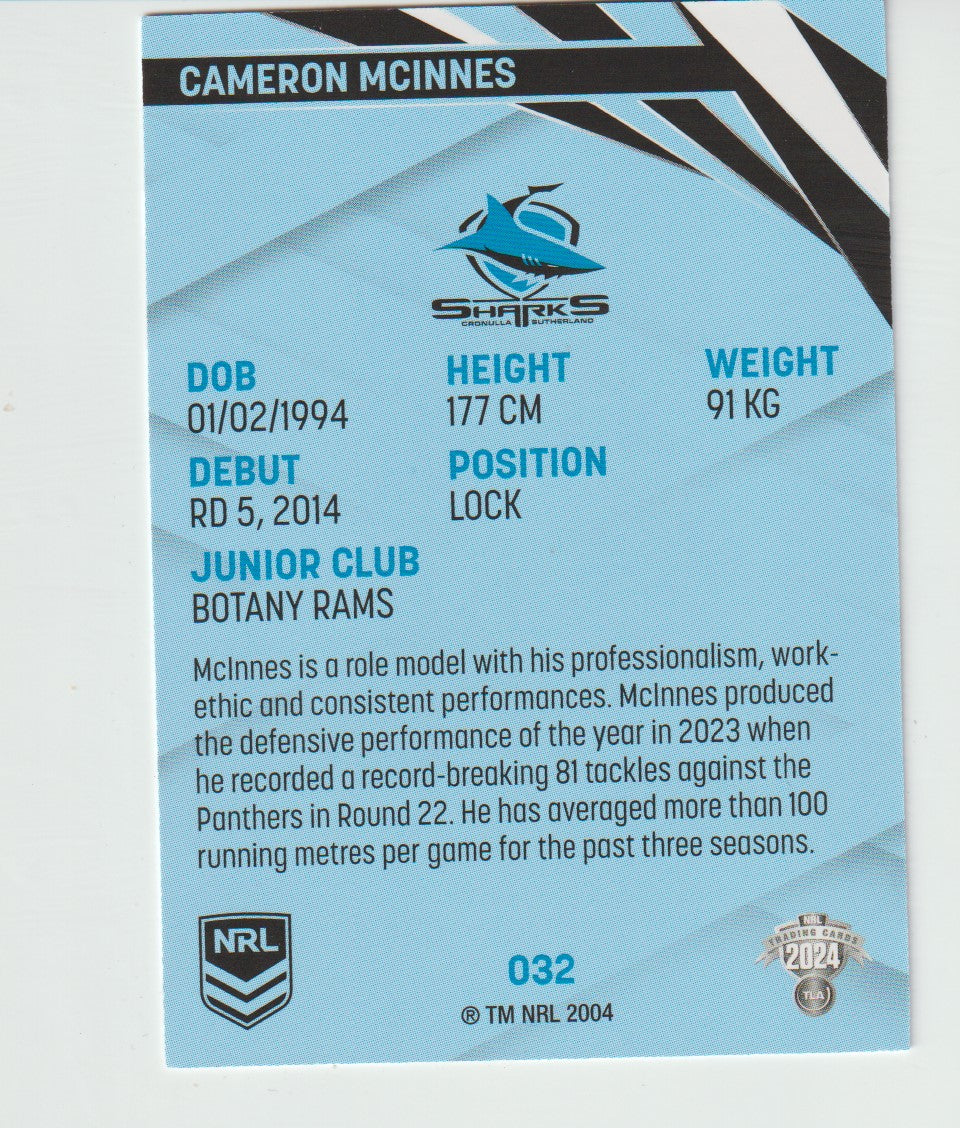 CAMERON MCINNES
SHARKS
CRONULLA SUTHERLAND
DOB HEIGHT WEIGHT
01/02/1994 177 CM 91 KG
DEBUT POSITION
RD 5, 2014 LOCK
JUNIOR CLUB
BOTANY RAMS
McInnes is a role model with his professionalism, work-
ethic and consistent performances. McInnes produced
the defensive performance of the year in 2023 when
he recorded a record-breaking 81 tackles against the
Panthers in Round 22. He has averaged more than 100
running metres per game for the past three seasons.
NRL
032
® TM NRL 2004
NRL
TRADING CARDS
2024
TLA